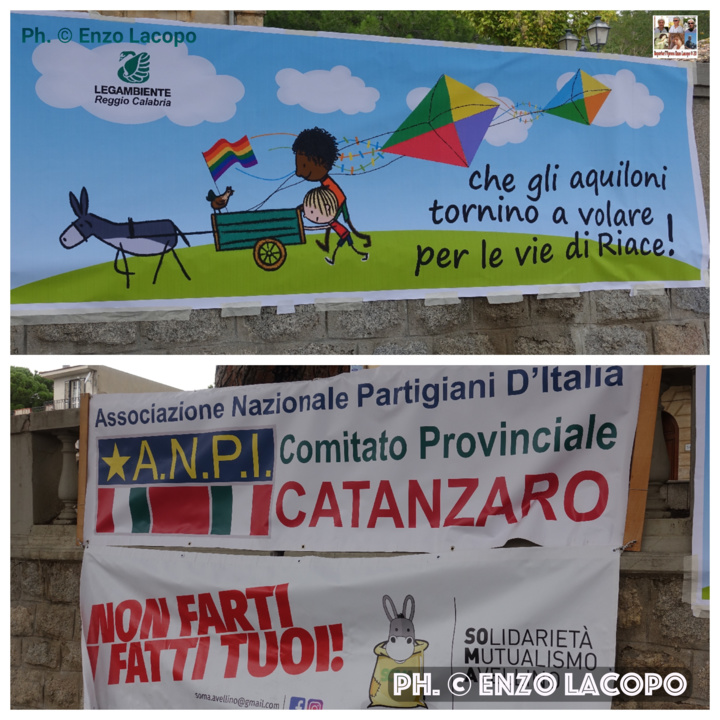 Ph. © Enzo Lacopo
LEGAMBIENTE
Reggio Calabria
che gli aquiloni
tornino a volare
per le vie di Riace!
Associazione Nazionale Partigiani D'Italia
A.N.P.I.
Comitato Provinciale
CATANZARO
NON FARTI
I FATTI TUOI!
soma.avellino@gmail.com
SOLIDARIETÀ
MUTUALISMO
PH. © ENZO LACOPO